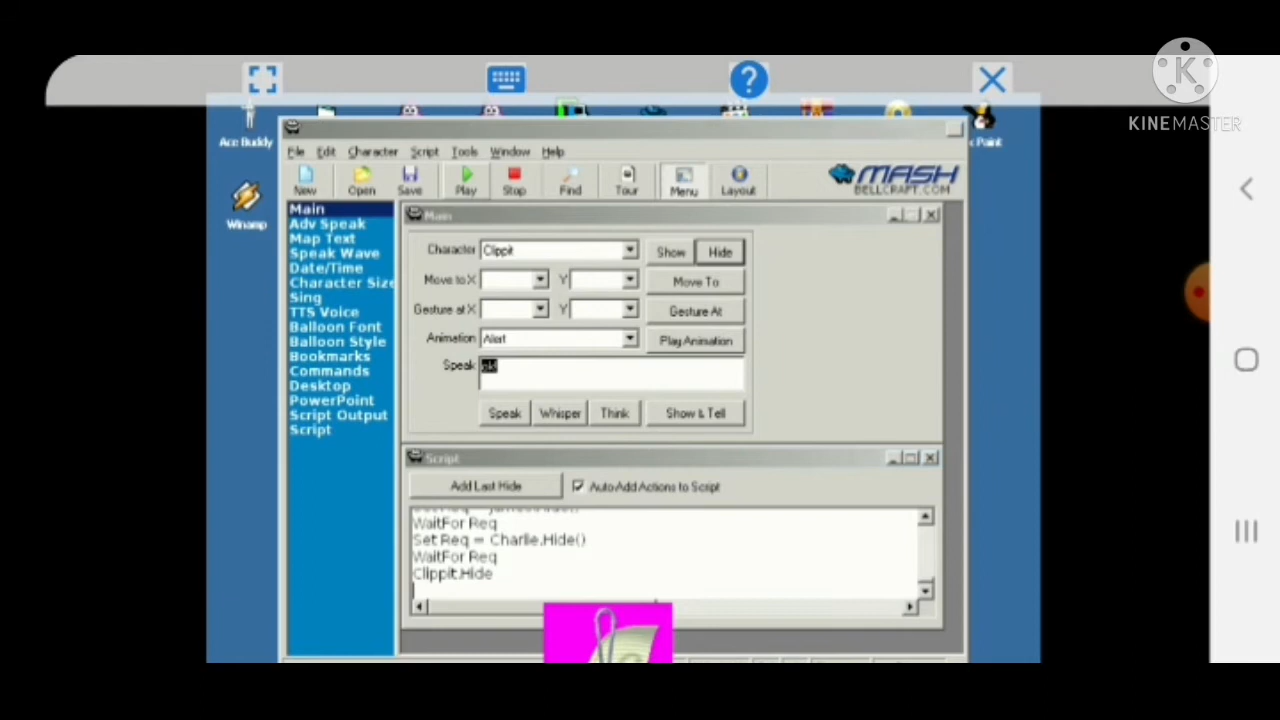 KINEMASTER
Ace Buddy
Paint
Winamp
File Edit Character Script Tools Window Help
New Open Save Play Stop Find Tour Menu Layout
MASH
BELLCRAFT.COM
Main
Adv Speak
Map Text
Speak Wave
Date/Time
Character Size
Sing
TTS Voice
Balloon Font
Balloon Style
Bookmarks
Commands
Desktop
PowerPoint
Script Output
Script
Main
Character Clippit Show Hide
Move to X Y Move To
Gesture at X Y Gesture At
Animation Alert Play Animation
Speak
Speak Whisper Think Show & Tell
Script
Add Last Hide Auto Add Actions to Script
WaitFor Req
Set Req = Charlie.Hide()
WaitFor Req
Clippit.Hide